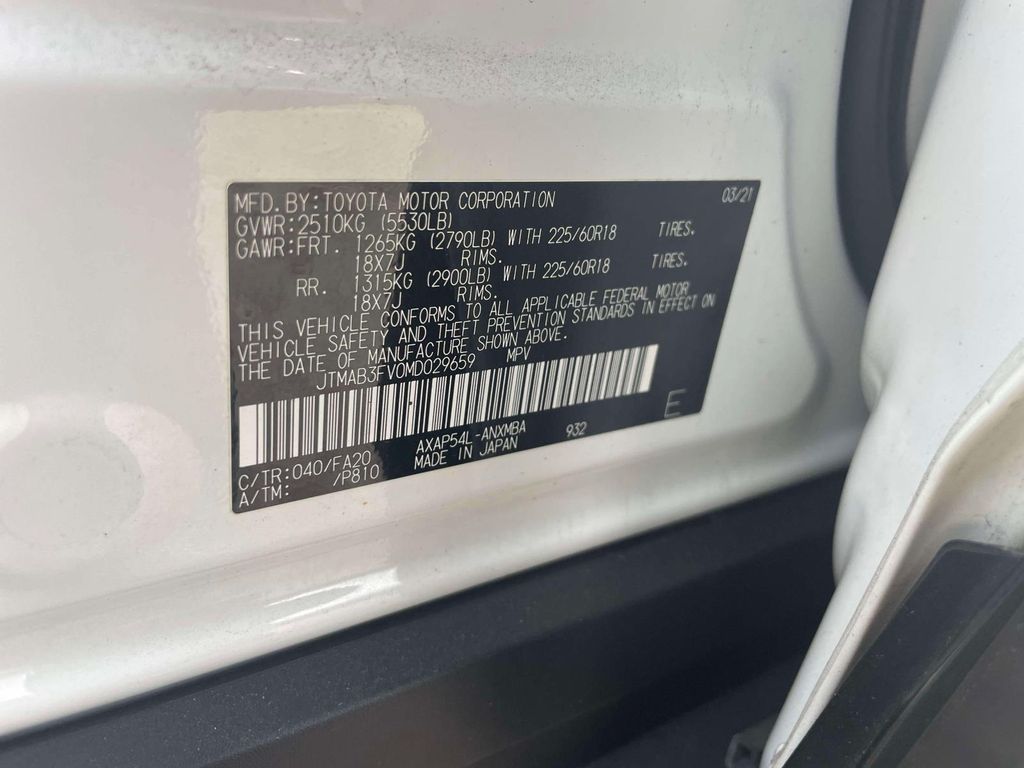 MFD. BY: TOYOTA MOTOR CORPORATION 03/21
GVWR: 2510KG (5530LB)
GAWR: FRT. 1265KG (2790LB) WITH 225/60R18 TIRES.
18X7J RIMS.
RR. 1315KG (2900LB) WITH 225/60R18 TIRES.
18X7J RIMS.
THIS VEHICLE CONFORMS TO ALL APPLICABLE FEDERAL MOTOR
VEHICLE SAFETY AND THEFT PREVENTION STANDARDS IN EFFECT ON
THE DATE OF MANUFACTURE SHOWN ABOVE.
JTMAB3FV0MD029659 MPV
E
AXAP54L-ANXMBA 932
C/TR: 040/FA20 MADE IN JAPAN
A/TM: /P810